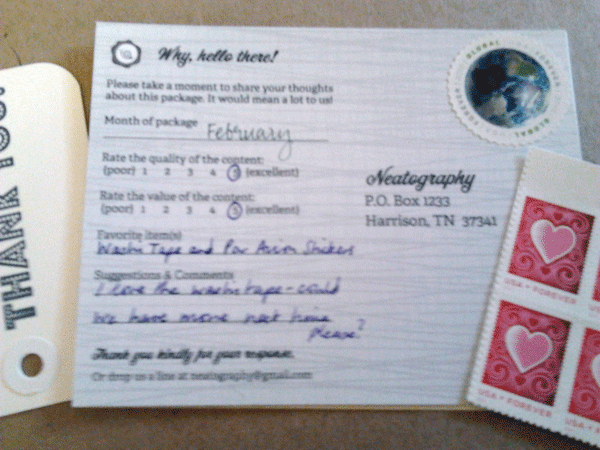 Why, hello there!
Please take a moment to share your thoughts
about this package. It would mean a lot to us!
Month of package February
Rate the quality of the content:
(poor) 1 2 3 4 5 (excellent)
Rate the value of the content:
(poor) 1 2 3 4 5 (excellent)
Favorite item(s)
Washi Tape and Par Avion Stickers
Suggestions & Comments
I love the washi tape - could
we have more next time
please?
Thank you kindly for your response.
Or drop us a line at neatography@gmail.com
Neatography
P.O. Box 1233
Harrison, TN 37341
GLOBAL FOREVER
GLOBAL
THANK YOU!
USA • FOREVER
USA • FOREVER
USA